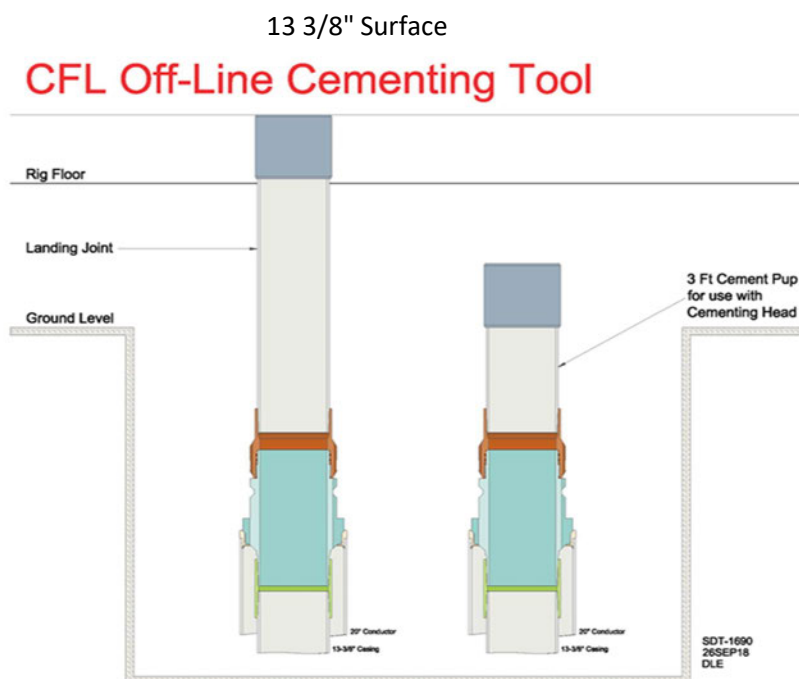 13 3/8" Surface
CFL Off-Line Cementing Tool
Rig Floor
Landing Joint
Ground Level
3 Ft Cement Pup
for use with
Cementing Head
20" Conductor
13-3/8" Casing
20" Conductor
13-3/8" Casing
SDT-1690
26SEP18
DLE